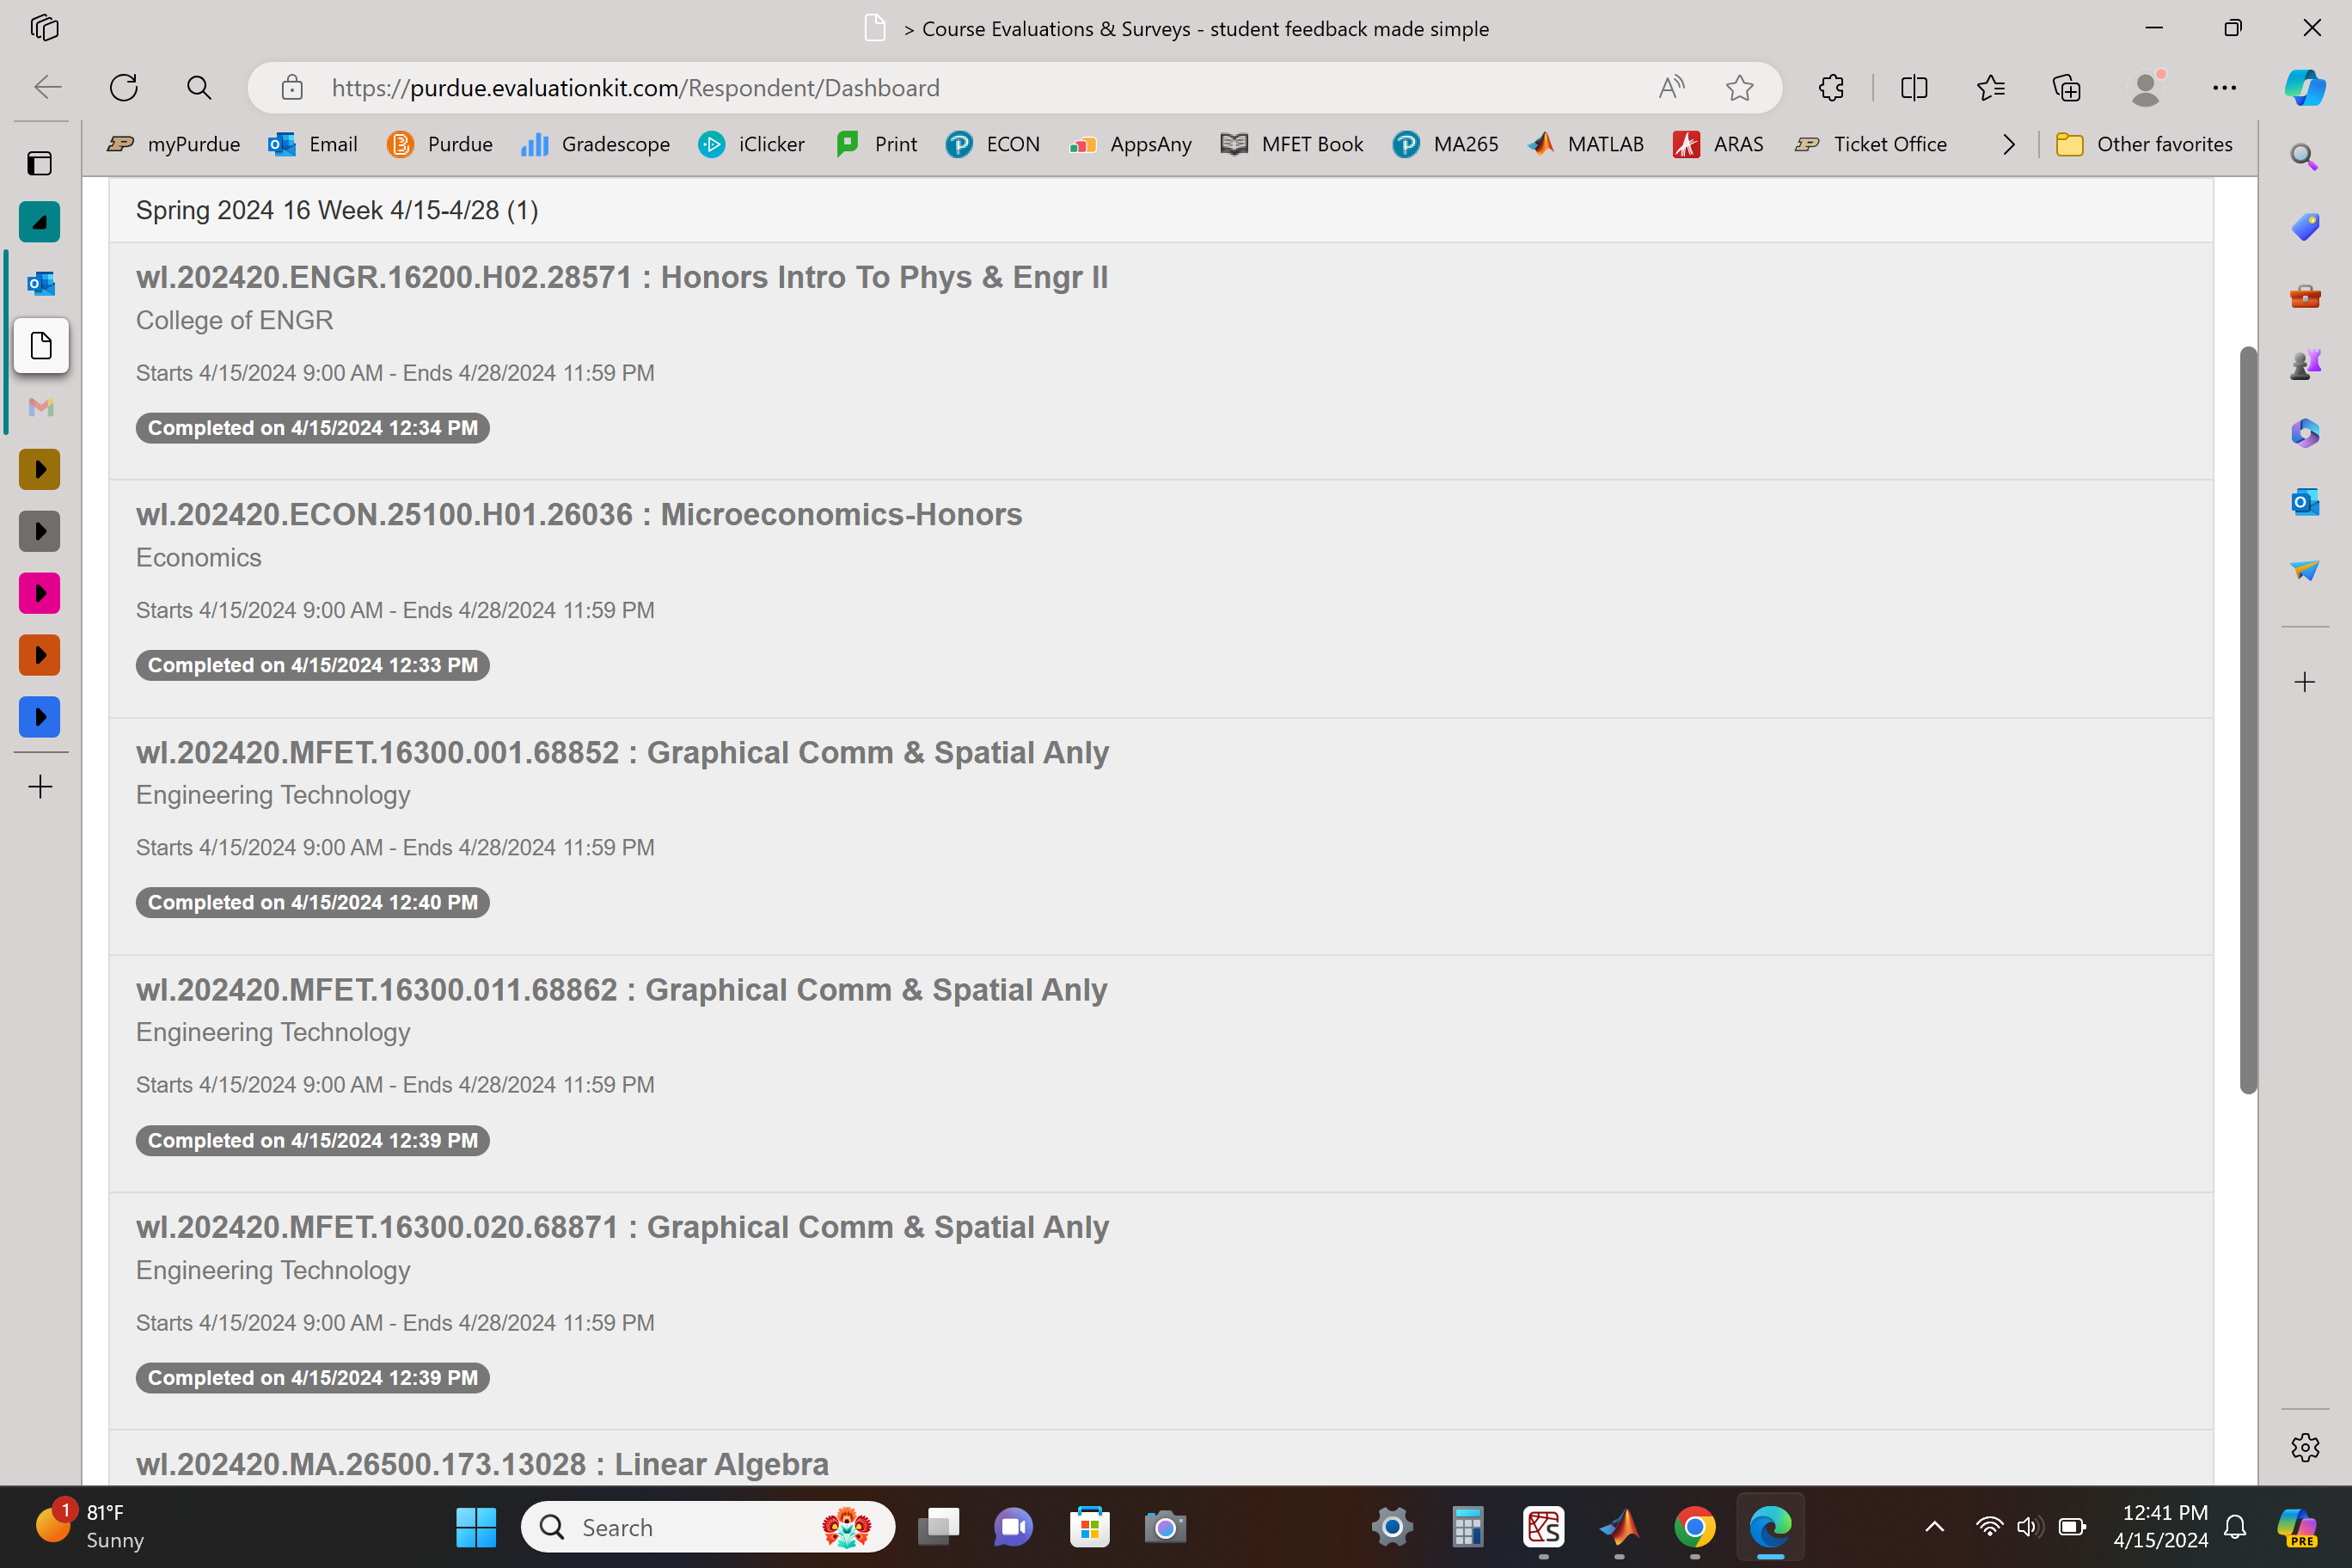 > Course Evaluations & Surveys - student feedback made simple
https://purdue.evaluationkit.com/Respondent/Dashboard
myPurdue Email Purdue Gradescope iClicker Print ECON AppsAny MFET Book MA265 MATLAB ARAS Ticket Office Other favorites
Spring 2024 16 Week 4/15-4/28 (1)
wl.202420.ENGR.16200.H02.28571 : Honors Intro To Phys & Engr II
College of ENGR
Starts 4/15/2024 9:00 AM - Ends 4/28/2024 11:59 PM
Completed on 4/15/2024 12:34 PM
wl.202420.ECON.25100.H01.26036 : Microeconomics-Honors
Economics
Starts 4/15/2024 9:00 AM - Ends 4/28/2024 11:59 PM
Completed on 4/15/2024 12:33 PM
wl.202420.MFET.16300.001.68852 : Graphical Comm & Spatial Anly
Engineering Technology
Starts 4/15/2024 9:00 AM - Ends 4/28/2024 11:59 PM
Completed on 4/15/2024 12:40 PM
wl.202420.MFET.16300.011.68862 : Graphical Comm & Spatial Anly
Engineering Technology
Starts 4/15/2024 9:00 AM - Ends 4/28/2024 11:59 PM
Completed on 4/15/2024 12:39 PM
wl.202420.MFET.16300.020.68871 : Graphical Comm & Spatial Anly
Engineering Technology
Starts 4/15/2024 9:00 AM - Ends 4/28/2024 11:59 PM
Completed on 4/15/2024 12:39 PM
wl.202420.MA.26500.173.13028 : Linear Algebra
1
81°F
Sunny
Search
12:41 PM
4/15/2024
PRE